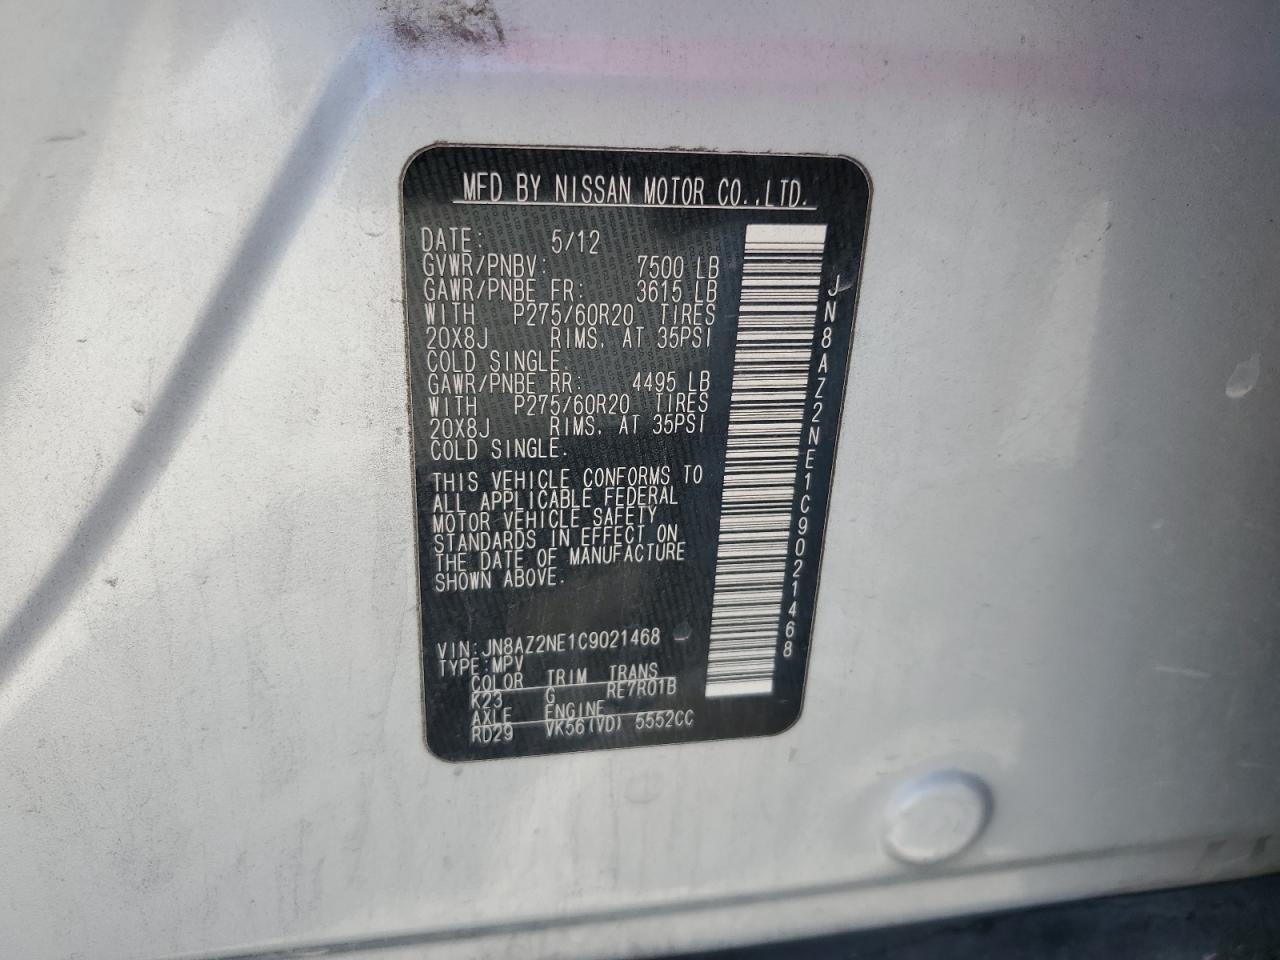 MFD BY NISSAN MOTOR CO.,LTD.
DATE: 5/12
GVWR/PNBV: 7500 LB
GAWR/PNBE FR: 3615 LB
WITH P275/60R20 TIRES
20X8J RIMS, AT 35PSI
COLD SINGLE.
GAWR/PNBE RR: 4495 LB
WITH P275/60R20 TIRES
20X8J RIMS, AT 35PSI
COLD SINGLE.
THIS VEHICLE CONFORMS TO
ALL APPLICABLE FEDERAL
MOTOR VEHICLE SAFETY
STANDARDS IN EFFECT ON
THE DATE OF MANUFACTURE
SHOWN ABOVE.
VIN:JN8AZ2NE1C9021468
TYPE:MPV
COLOR TRIM TRANS
K23 G RE7R01B
AXLE ENGINE
RD29 VK56(VD) 5552CC
JN8AZ2NE1C9021468